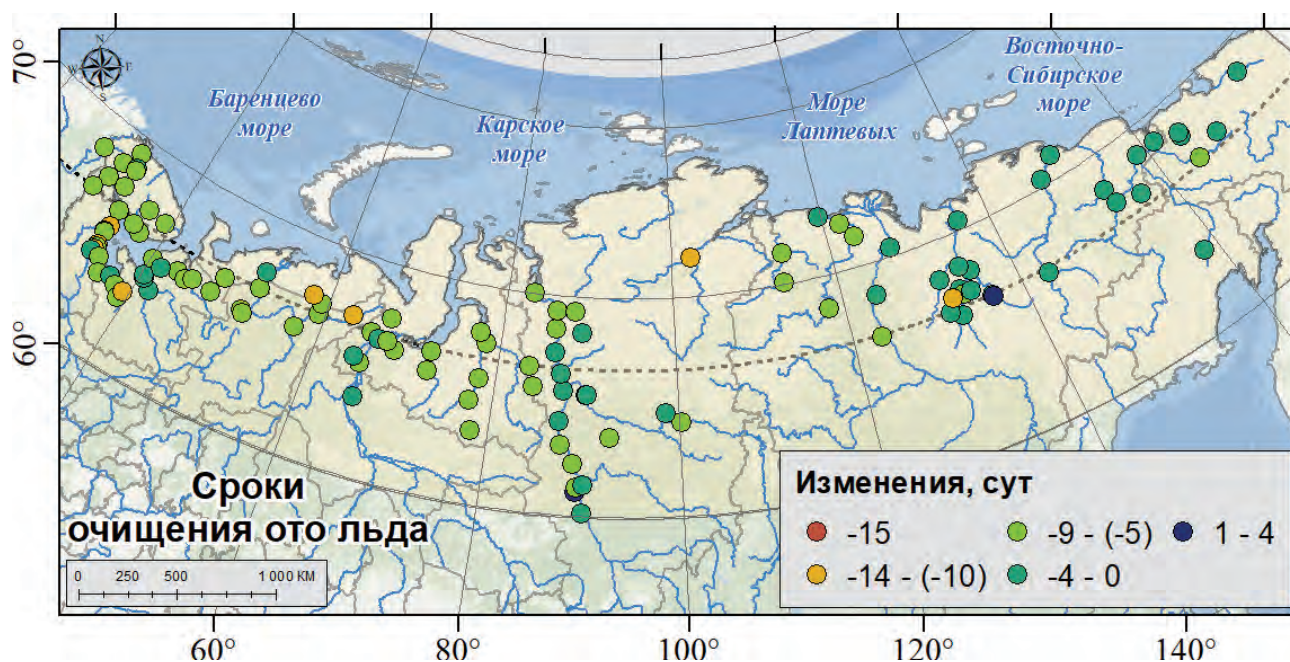 70°
60°
N
W
E
S
Баренцево
море
Карское
море
Море
Лаптевых
Восточно-
Сибирское
море
Сроки
очищения ото льда
0 250 500 1 000 КМ
Изменения, сут
-15
-9 - (-5)
1 - 4
-14 - (-10)
-4 - 0
60° 80° 100° 120° 140°